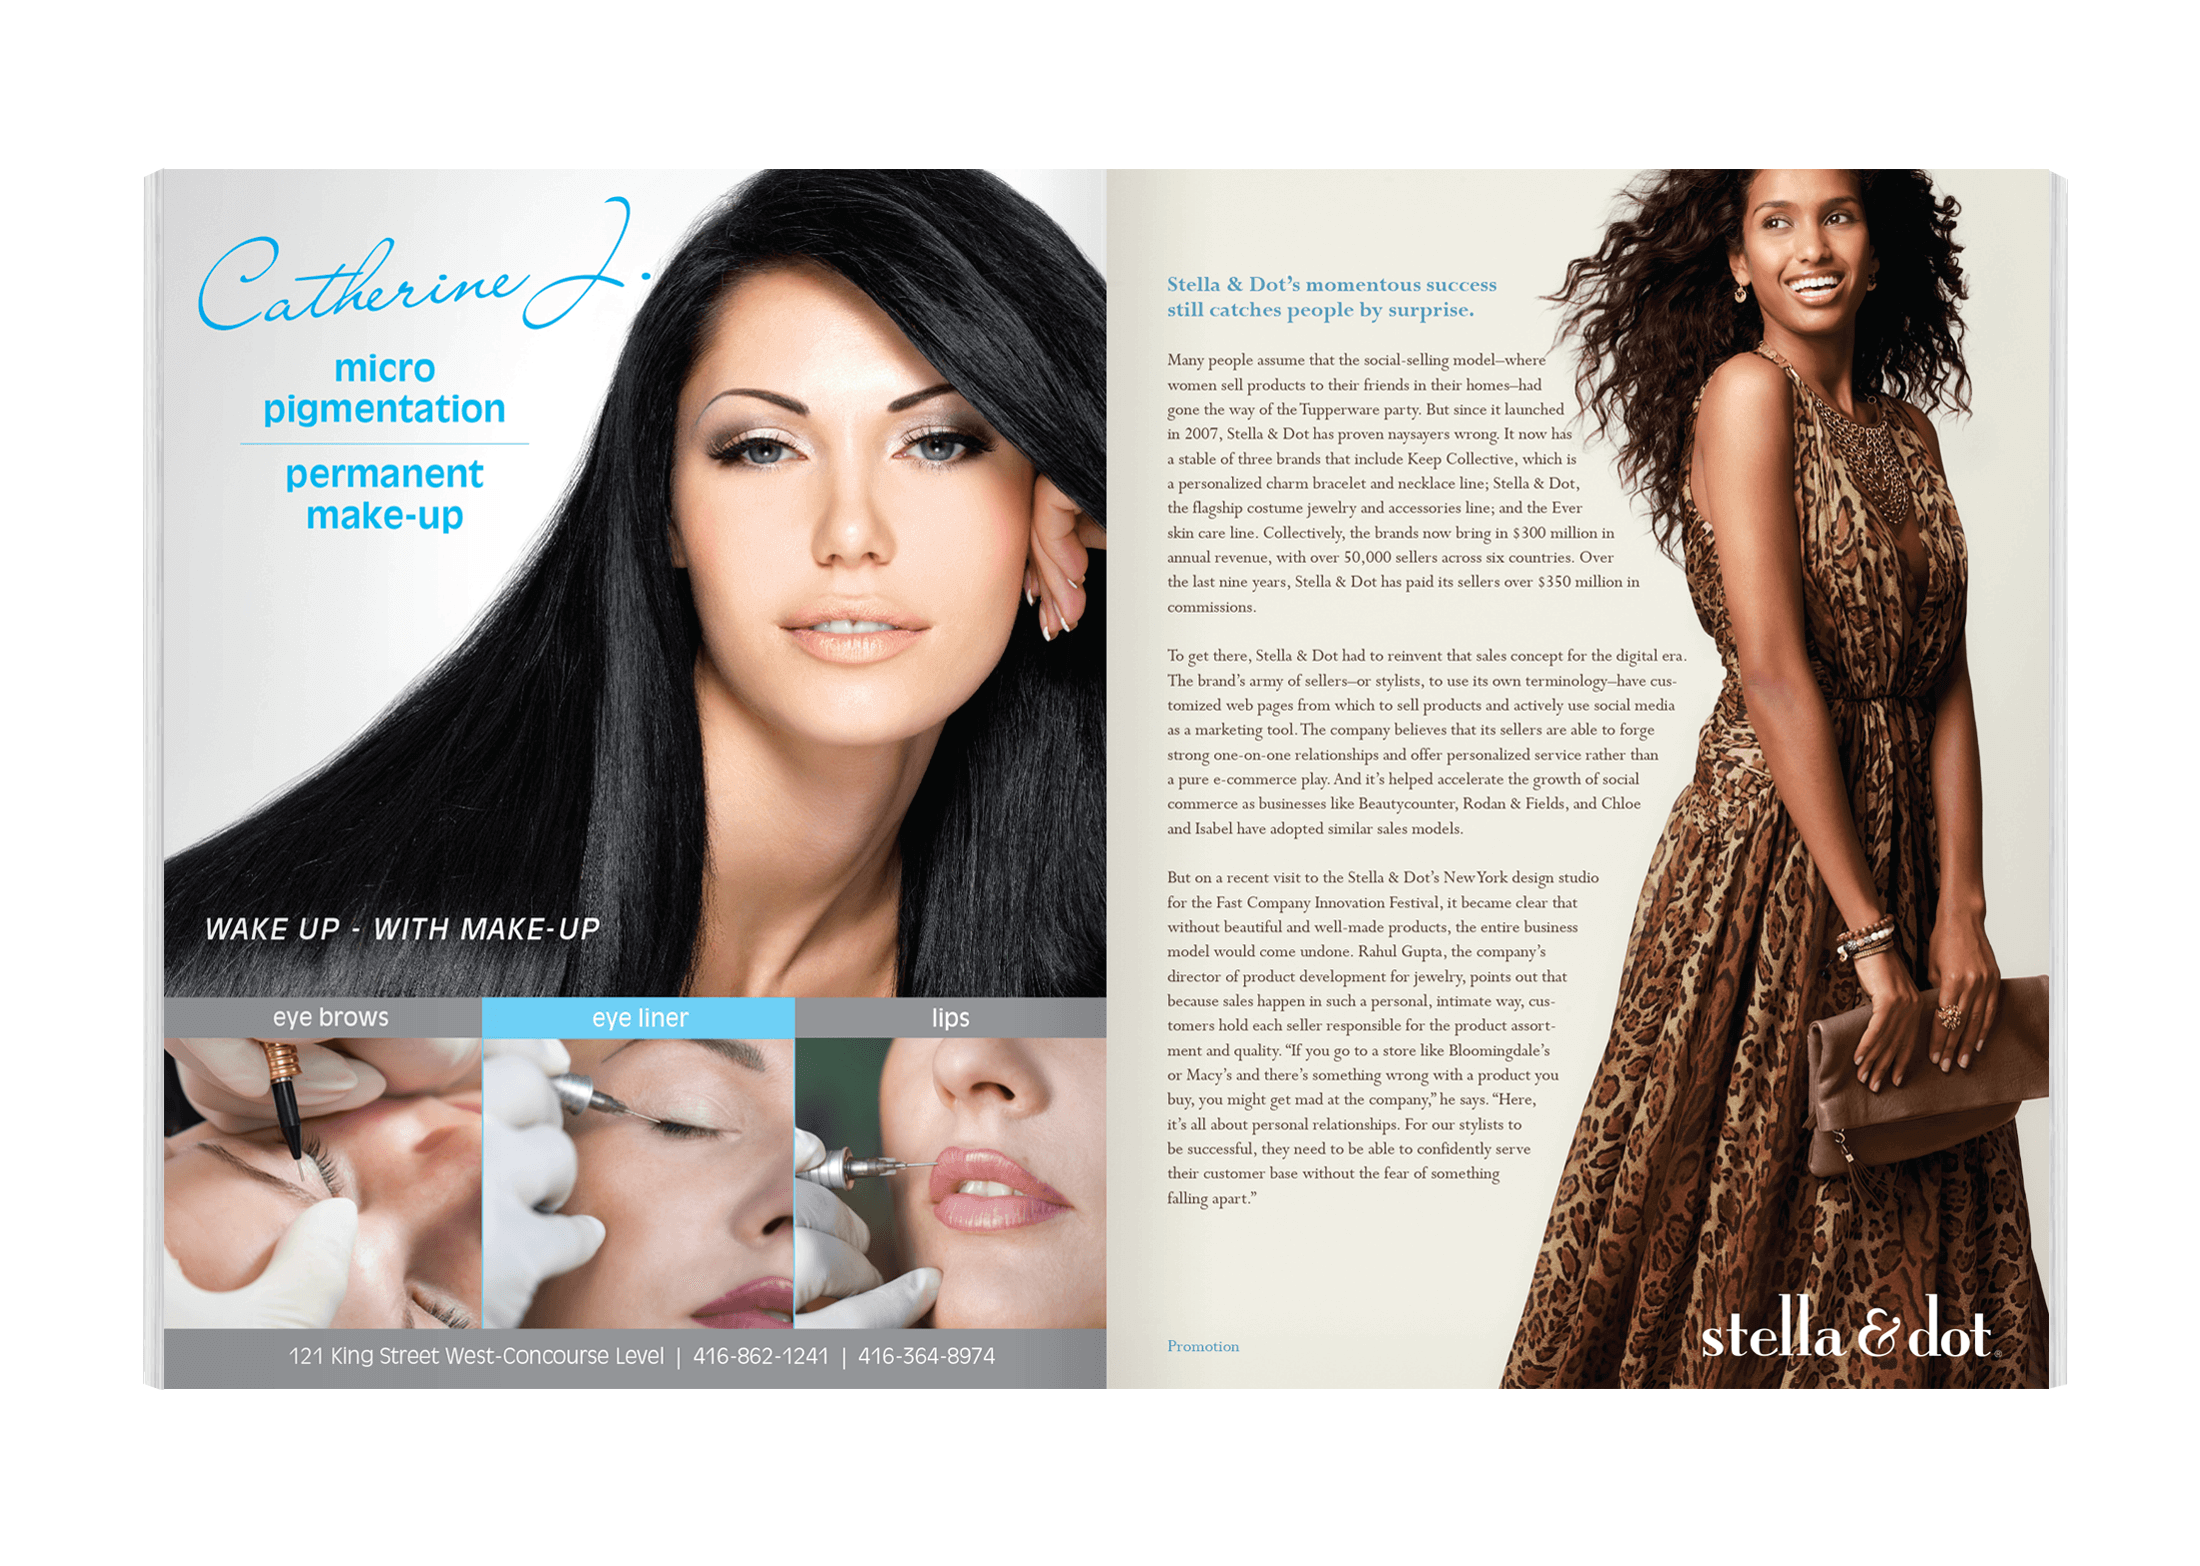 Catherine J.
micro
pigmentation
permanent
make-up
WAKE UP - WITH MAKE-UP
eye brows
eye liner
lips
121 King Street West-Concourse Level | 416-862-1241 | 416-364-8974
Stella & Dot's momentous success
still catches people by surprise.
Many people assume that the social-selling model–where
women sell products to their friends in their homes–had
gone the way of the Tupperware party. But since it launched
in 2007, Stella & Dot has proven naysayers wrong. It now has
a stable of three brands that include Keep Collective, which is
a personalized charm bracelet and necklace line; Stella & Dot,
the flagship costume jewelry and accessories line; and the Ever
skin care line. Collectively, the brands now bring in $300 million in
annual revenue, with over 50,000 sellers across six countries. Over
the last nine years, Stella & Dot has paid its sellers over $350 million in
commissions.
To get there, Stella & Dot had to reinvent that sales concept for the digital era.
The brand's army of sellers–or stylists, to use its own terminology–have cus-
tomized web pages from which to sell products and actively use social media
as a marketing tool. The company believes that its sellers are able to forge
strong one-on-one relationships and offer personalized service rather than
a pure e-commerce play. And it's helped accelerate the growth of social
commerce as businesses like Beautycounter, Rodan & Fields, and Chloe
and Isabel have adopted similar sales models.
But on a recent visit to the Stella & Dot's New York design studio
for the Fast Company Innovation Festival, it became clear that
without beautiful and well-made products, the entire business
model would come undone. Rahul Gupta, the company's
director of product development for jewelry, points out that
because sales happen in such a personal, intimate way, cus-
tomers hold each seller responsible for the product assort-
ment and quality. "If you go to a store like Bloomingdale's
or Macy's and there's something wrong with a product you
buy, you might get mad at the company," he says. "Here,
it's all about personal relationships. For our stylists to
be successful, they need to be able to confidently serve
their customer base without the fear of something
falling apart."
Promotion
stella & dot®